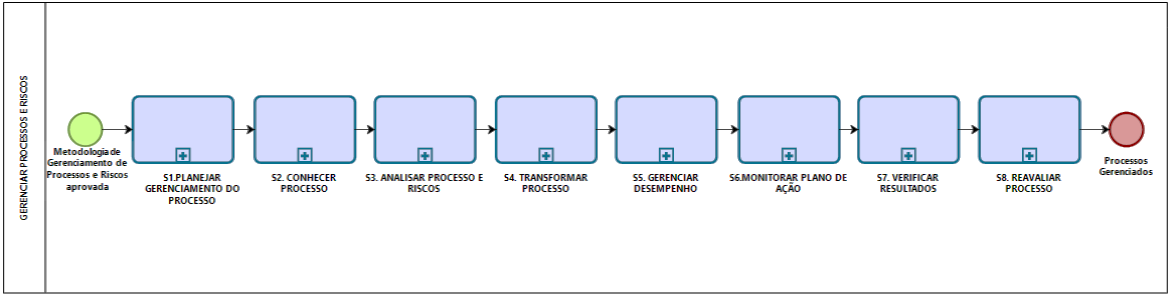 GERENCIAR PROCESSOS E RISCOS
Metodologia de
Gerenciamento de
Processos e Riscos
aprovada
S1.PLANEJAR
GERENCIAMENTO DO
PROCESSO
S2. CONHECER
PROCESSO
S3. ANALISAR PROCESSO E
RISCOS
S4. TRANSFORMAR
PROCESSO
S5. GERENCIAR
DESEMPENHO
S6.MONITORAR PLANO DE
AÇÃO
S7. VERIFICAR
RESULTADOS
S8. REAVALIAR
PROCESSO
Processos
Gerenciados